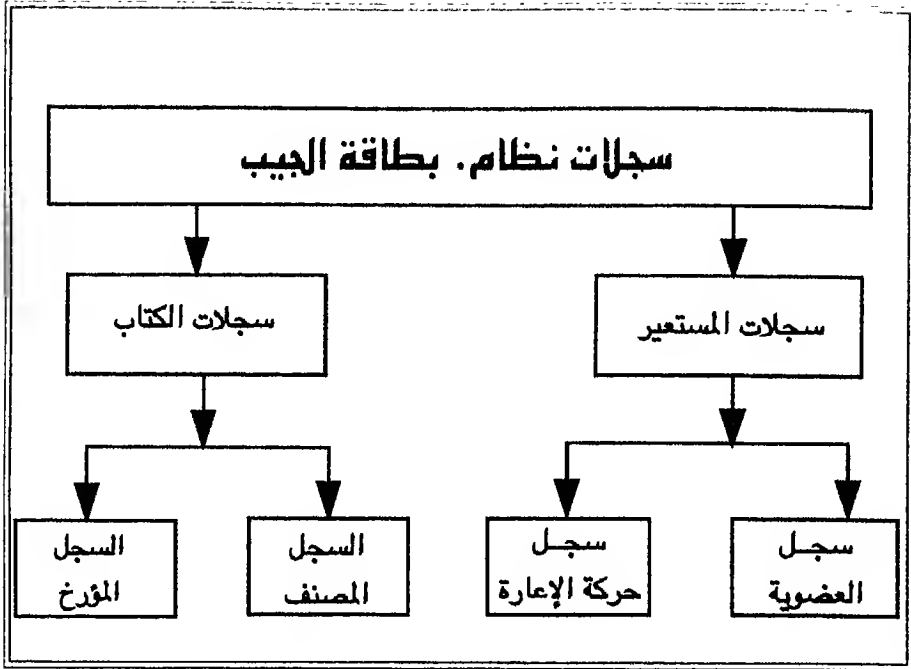 سجلات نظام. بطاقة الجيب
سجلات المستعير
سجلات الكتاب
سجل
العضوية
سجل
حركة الإعارة
السجل
المصنف
السجل
المؤرخ